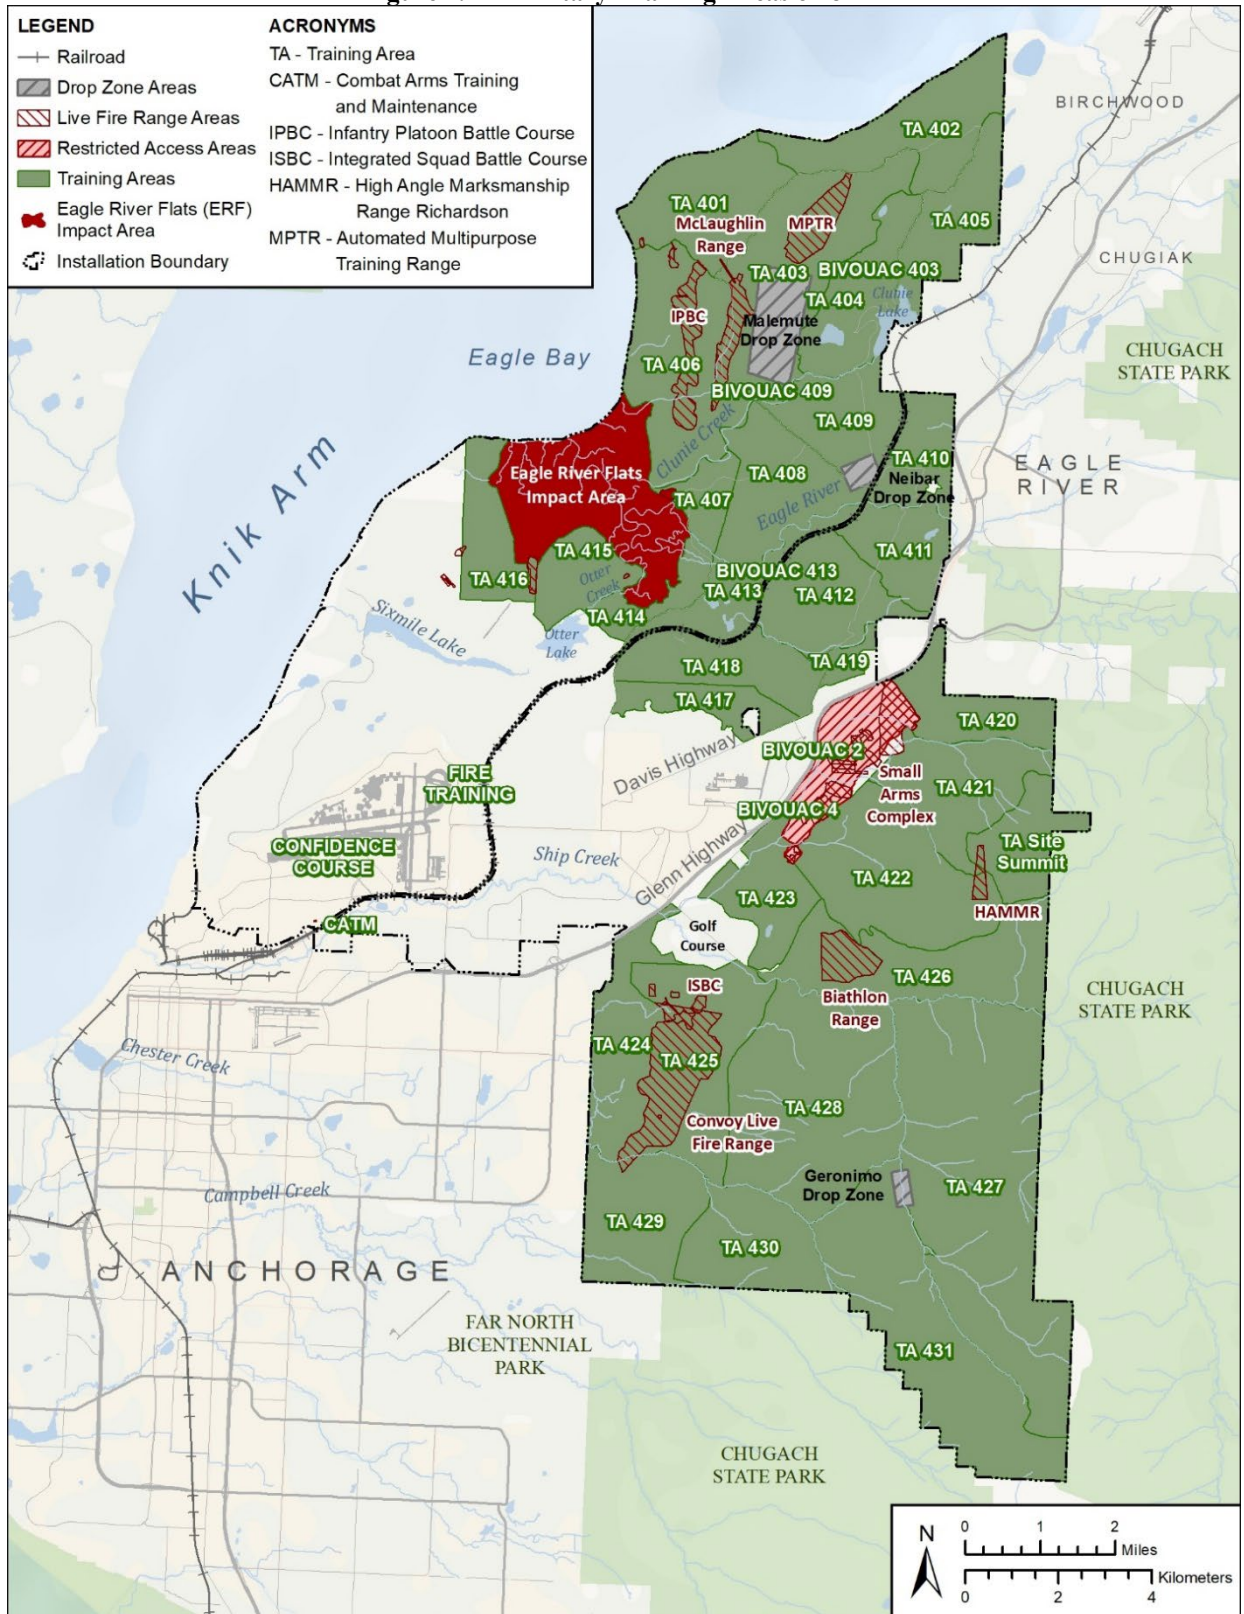 LEGEND
Railroad
Drop Zone Areas
Live Fire Range Areas
Restricted Access Areas
Training Areas
Eagle River Flats (ERF)
Impact Area
Installation Boundary
ACRONYMS
TA - Training Area
CATM - Combat Arms Training
and Maintenance
IPBC - Infantry Platoon Battle Course
ISBC - Integrated Squad Battle Course
HAMMR - High Angle Marksmanship
Range Richardson
MPTR - Automated Multipurpose
Training Range
BIRCHWOOD
TA 402
TA 401
McLaughlin
Range
MPTR
TA 405
CHUGIAK
TA 403
BIVOUAC 403
TA 404
Clunie
Lake
IPBC
Malemute
Drop Zone
Eagle Bay
TA 406
CHUGACH
STATE PARK
BIVOUAC 409
TA 409
Clunie Creek
Knik Arm
Eagle River Flats
Impact Area
TA 408
TA 410
Neibar
Drop Zone
EAGLE
RIVER
TA 407
Eagle River
TA 415
TA 411
TA 416
Otter
Creek
BIVOUAC 413
TA 413
TA 412
TA 414
Sixmile Lake
Otter
Lake
TA 418
TA 419
TA 417
TA 420
Davis Highway
BIVOUAC 2
FIRE
TRAINING
Small
Arms
Complex
TA 421
BIVOUAC 4
CONFIDENCE
COURSE
Ship Creek
Glenn Highway
TA Site
Summit
TA 422
TA 423
HAMMR
CATM
Golf
Course
ISBC
TA 426
Biathlon
Range
CHUGACH
STATE PARK
Chester Creek
TA 424
TA 425
TA 428
Convoy Live
Fire Range
Campbell Creek
Geronimo
Drop Zone
TA 427
TA 429
TA 430
ANCHORAGE
FAR NORTH
BICENTENNIAL
PARK
TA 431
CHUGACH
STATE PARK
N
0 1 2
Miles
0 2 4
Kilometers